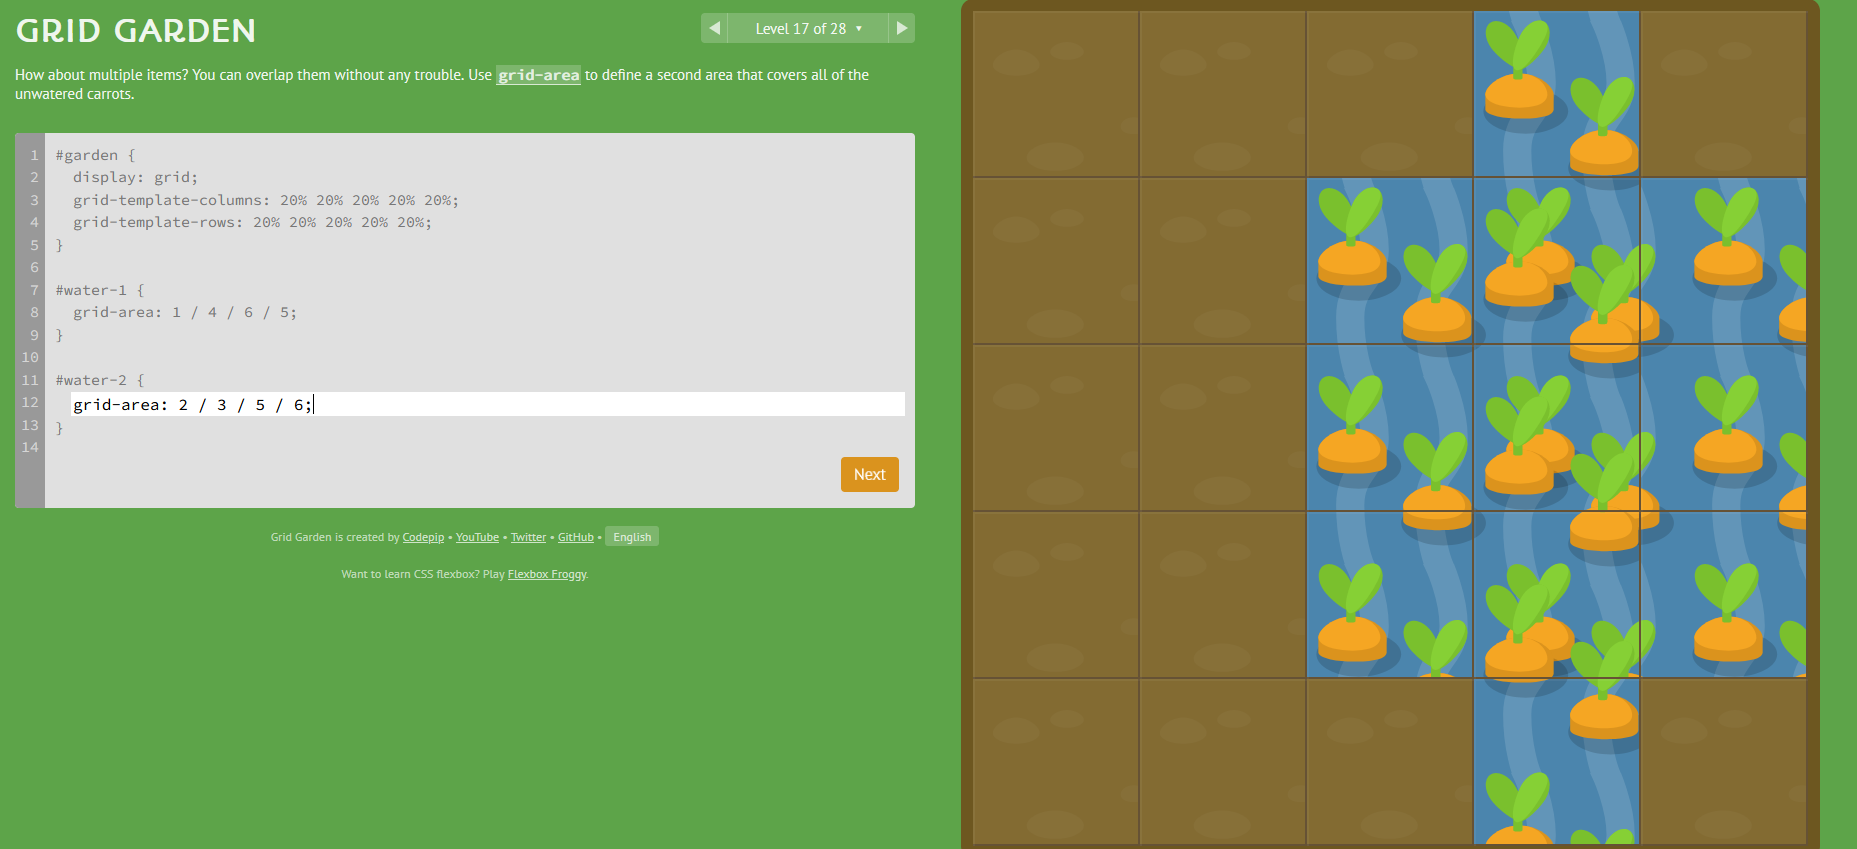 GRID GARDEN
◀ Level 17 of 28 ▼ ▶
How about multiple items? You can overlap them without any trouble. Use grid-area to define a second area that covers all of the
unwatered carrots.
1 #garden {
2   display: grid;
3   grid-template-columns: 20% 20% 20% 20% 20%;
4   grid-template-rows: 20% 20% 20% 20% 20%;
5 }
6
7 #water-1 {
8   grid-area: 1 / 4 / 6 / 5;
9 }
10
11 #water-2 {
12   grid-area: 2 / 3 / 5 / 6;
13 }
14
Next
Grid Garden is created by Codepip • YouTube • Twitter • GitHub • English
Want to learn CSS flexbox? Play Flexbox Froggy.